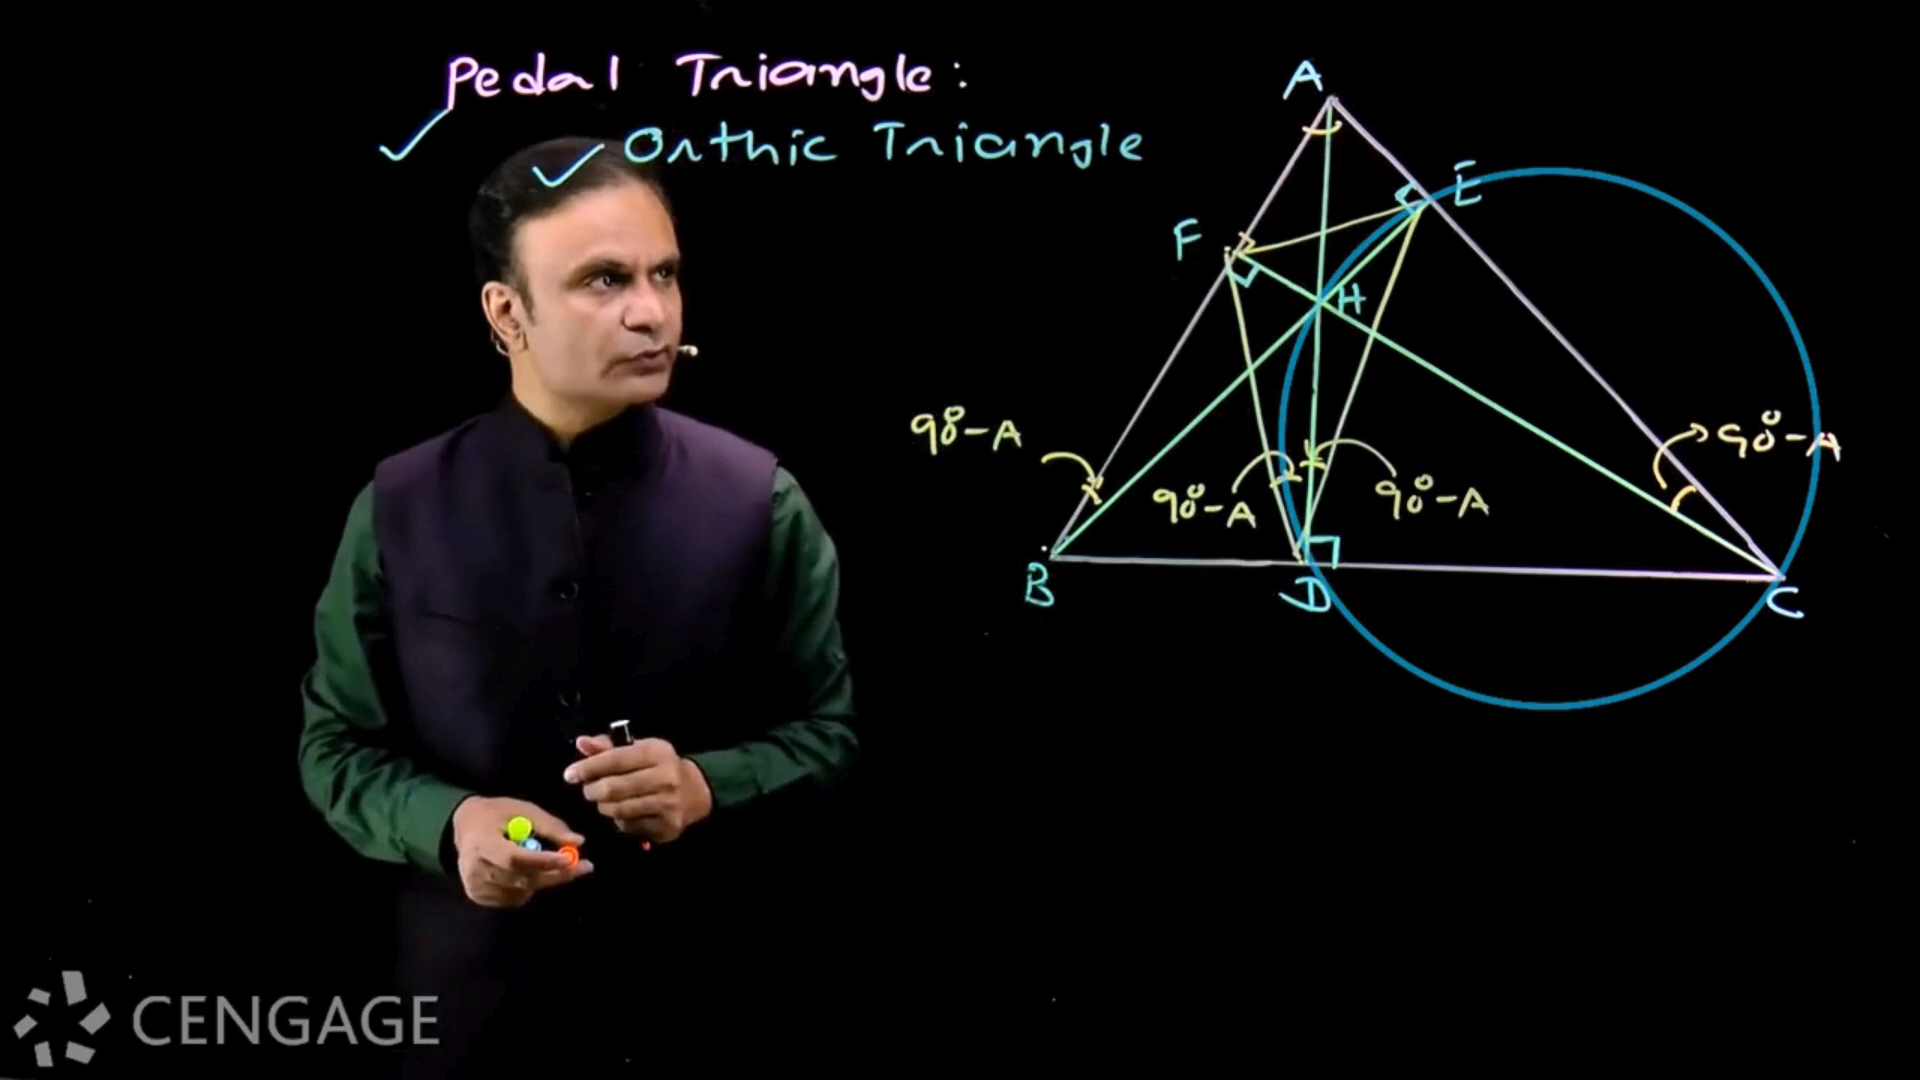 Pedal Triangle:
Orthic Triangle
A
E
F
H
90°-A
90°-A
90°-A
90°-A
B
D
C
CENGAGE